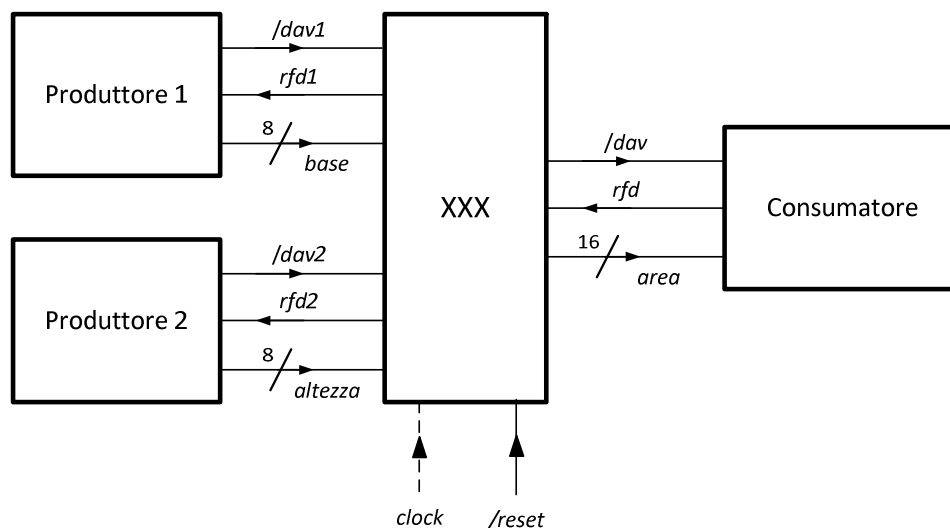 Produttore 1
/dav1
rfd1
8
base
Produttore 2
/dav2
rfd2
8
altezza
XXX
clock
/reset
/dav
rfd
16
area
Consumatore